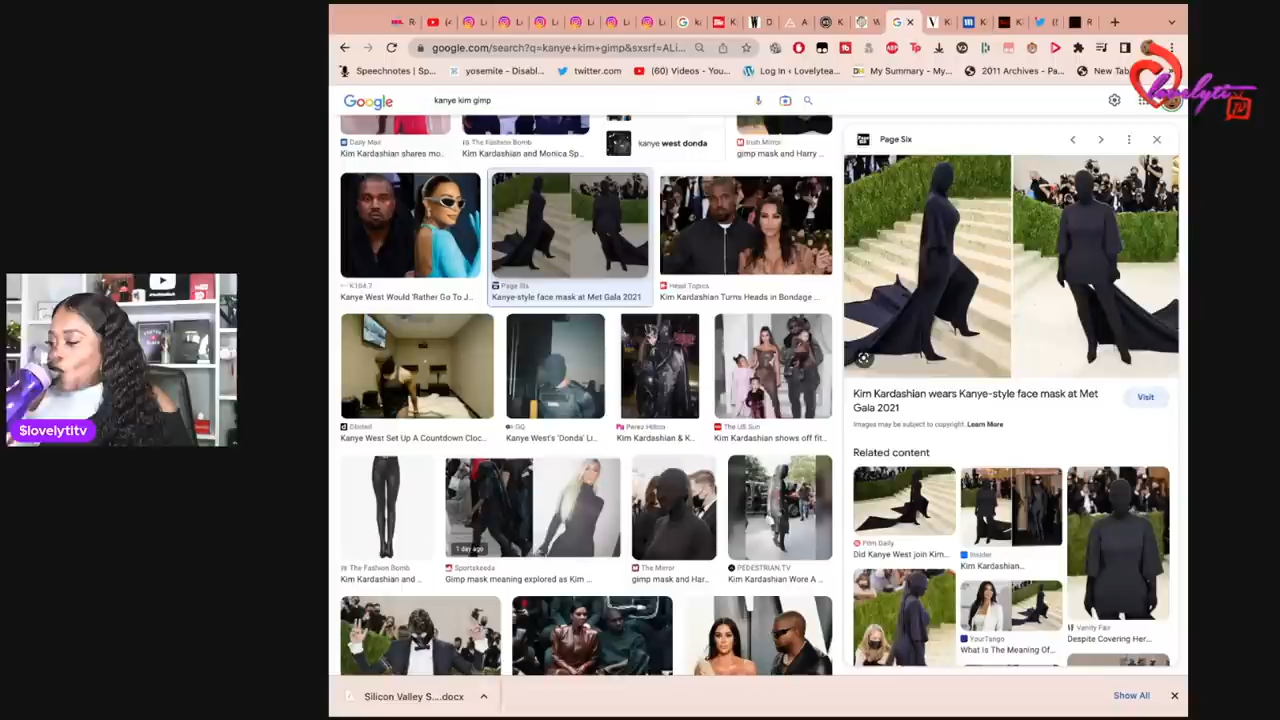 google.com/search?q=kanye+kim+gimp&sxsrf=ALi...
Speechnotes | Sp...
yosemite - Disabl...
twitter.com
(60) Videos - You...
Log In ‹ Lovelytea...
My Summary - My...
2011 Archives - Pa...
New Tab
lovelyti
TV
Google
kanye kim gimp
Daily Mail
Kim Kardashian shares mo...
The Fashion Bomb
Kim Kardashian and Monica Sp...
kanye west donda
Irish Mirror
gimp mask and Harry ...
Page Six
K104.7
Kanye West Would 'Rather Go To J...
Page Six
Kanye-style face mask at Met Gala 2021
Head Topics
Kim Kardashian Turns Heads in Bondage ...
Kanye West Set Up A Countdown Cloc...
GQ
Kanye West's 'Donda' Li...
Perez Hilton
Kim Kardashian & K...
The US Sun
Kim Kardashian shows off fit...
Kim Kardashian wears Kanye-style face mask at Met
Gala 2021
Visit
Images may be subject to copyright. Learn More
Related content
$lovelytitv
1 day ago
The Fashion Bomb
Kim Kardashian and ...
Sportskeeda
Gimp mask meaning explored as Kim ...
The Mirror
gimp mask and Har...
PEDESTRIAN.TV
Kim Kardashian Wore A ...
Film Daily
Did Kanye West join Kim...
Insider
Kim Kardashian...
YourTango
What Is The Meaning Of...
Vanity Fair
Despite Covering Her...
Silicon Valley S....docx
Show All